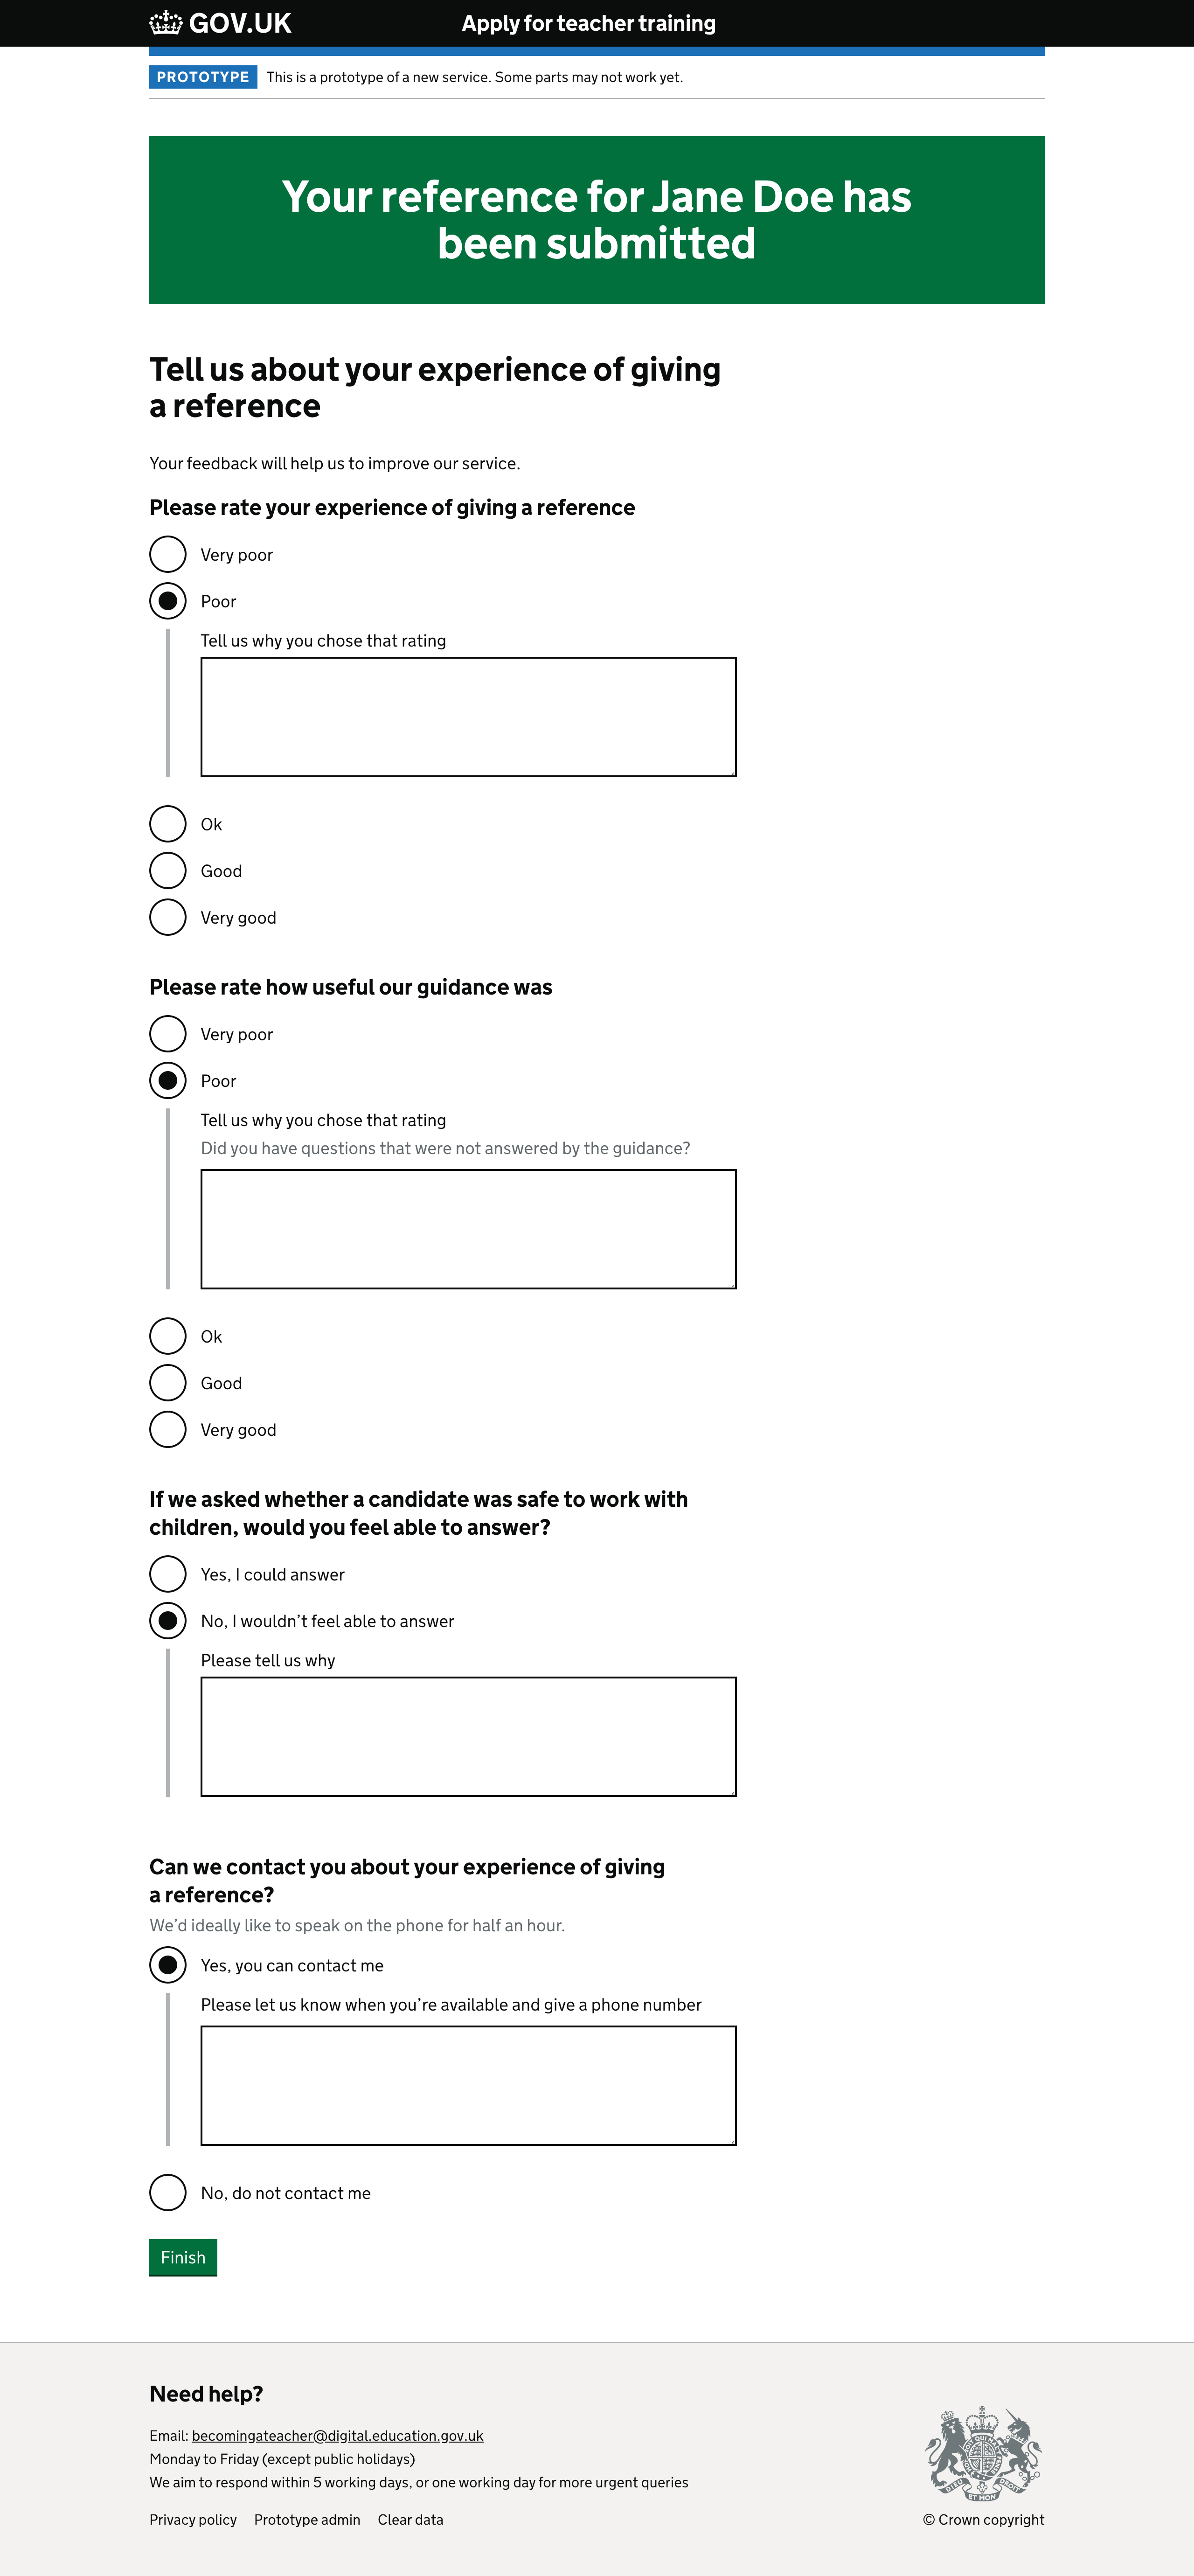 GOV.UK
Apply for teacher training
PROTOTYPE
This is a prototype of a new service. Some parts may not work yet.
Your reference for Jane Doe has
been submitted
Tell us about your experience of giving
a reference
Your feedback will help us to improve our service.
Please rate your experience of giving a reference
Very poor
Poor
Tell us why you chose that rating
Ok
Good
Very good
Please rate how useful our guidance was
Very poor
Poor
Tell us why you chose that rating
Did you have questions that were not answered by the guidance?
Ok
Good
Very good
If we asked whether a candidate was safe to work with
children, would you feel able to answer?
Yes, I could answer
No, I wouldn’t feel able to answer
Please tell us why
Can we contact you about your experience of giving
a reference?
We’d ideally like to speak on the phone for half an hour.
Yes, you can contact me
Please let us know when you’re available and give a phone number
No, do not contact me
Finish
Need help?
Email: becomingateacher@digital.education.gov.uk
Monday to Friday (except public holidays)
We aim to respond within 5 working days, or one working day for more urgent queries
Privacy policy
Prototype admin
Clear data
DIEU ET MON DROIT
© Crown copyright